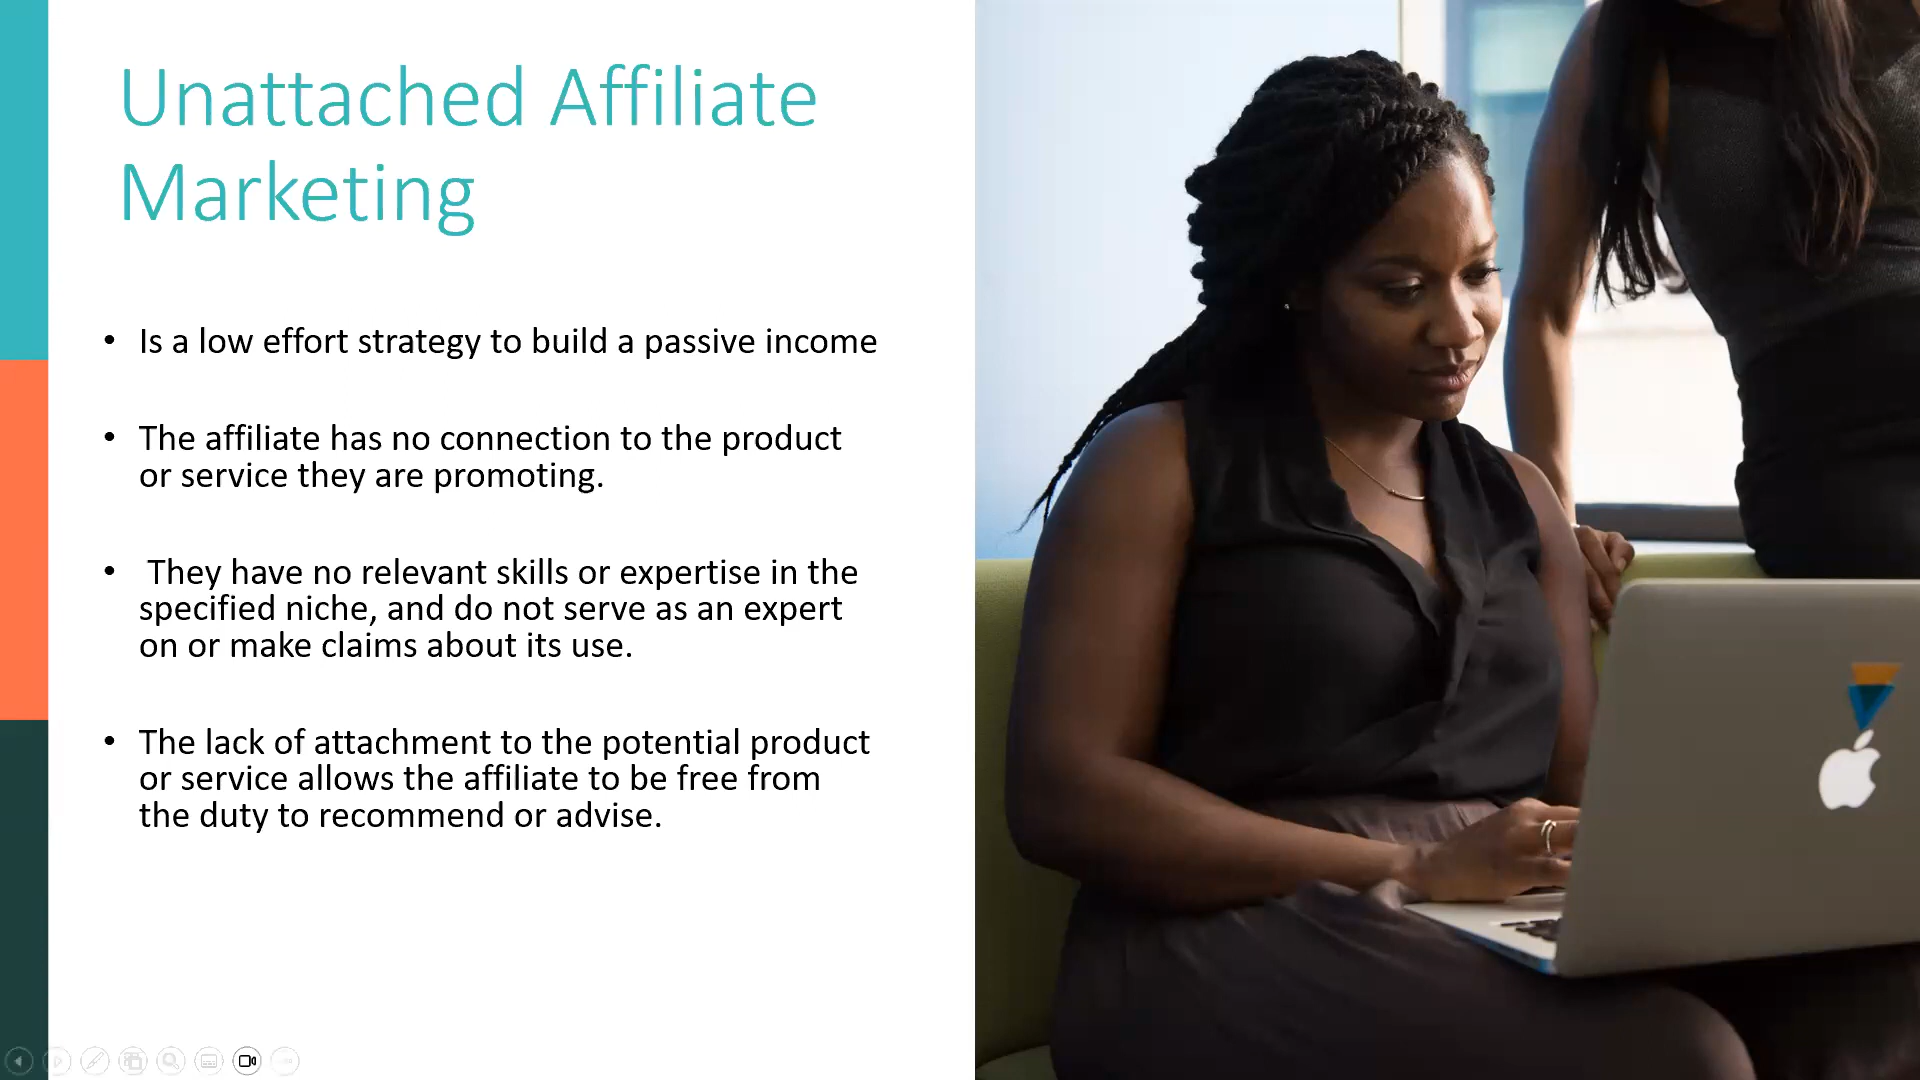 Unattached Affiliate
Marketing
• Is a low effort strategy to build a passive income
• The affiliate has no connection to the product
or service they are promoting.
• They have no relevant skills or expertise in the
specified niche, and do not serve as an expert
on or make claims about its use.
• The lack of attachment to the potential product
or service allows the affiliate to be free from
the duty to recommend or advise.